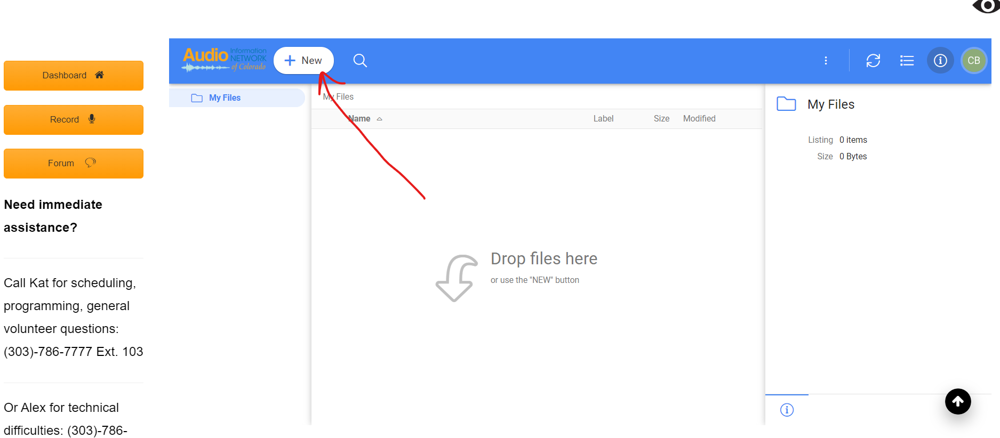 Dashboard
Record
Forum
Need immediate
assistance?
Call Kat for scheduling,
programming, general
volunteer questions:
(303)-786-7777 Ext. 103
Or Alex for technical
difficulties: (303)-786-
Audio Information
NETWORK
of Colorado
New
CB
My Files
My Files
Name Label Size Modified
Drop files here
or use the "NEW" button
My Files
Listing 0 items
Size 0 Bytes